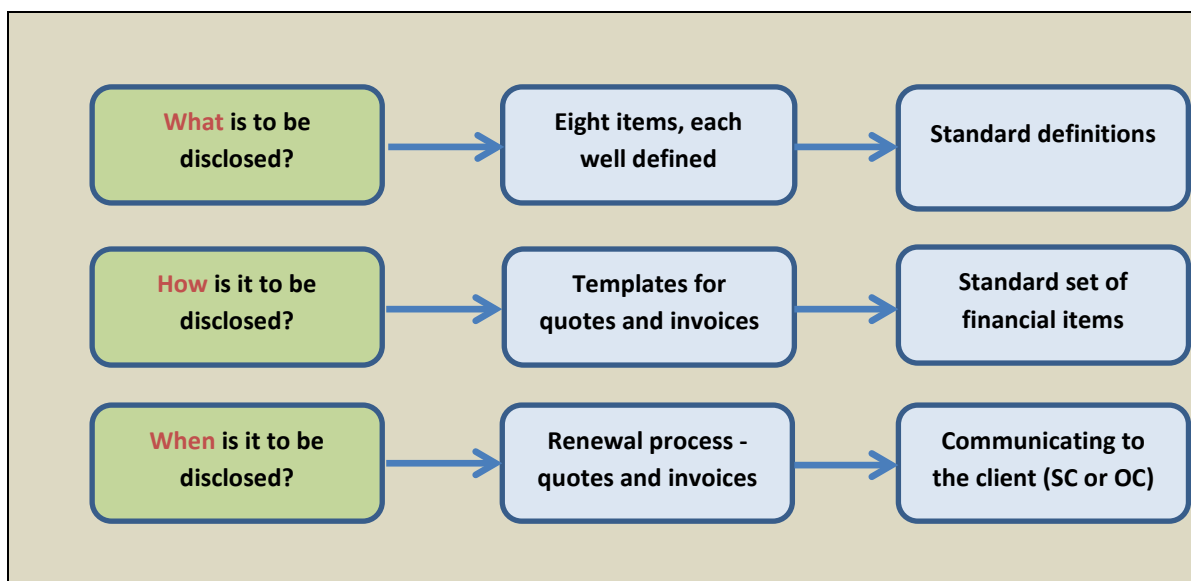 What is to be
disclosed?
Eight items, each
well defined
Standard definitions
How is it to be
disclosed?
Templates for
quotes and invoices
Standard set of
financial items
When is it to be
disclosed?
Renewal process -
quotes and invoices
Communicating to
the client (SC or OC)